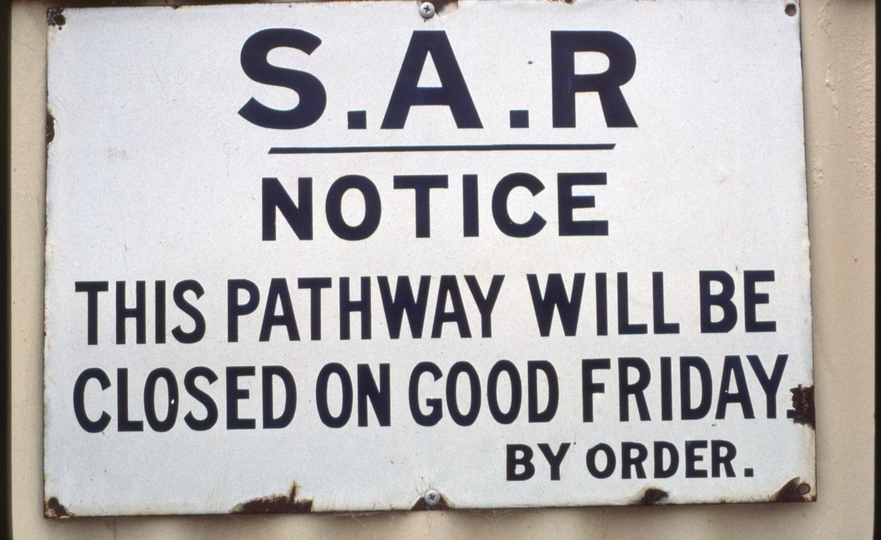 S.A.R
NOTICE
THIS PATHWAY WILL BE
CLOSED ON GOOD FRIDAY.
BY ORDER.